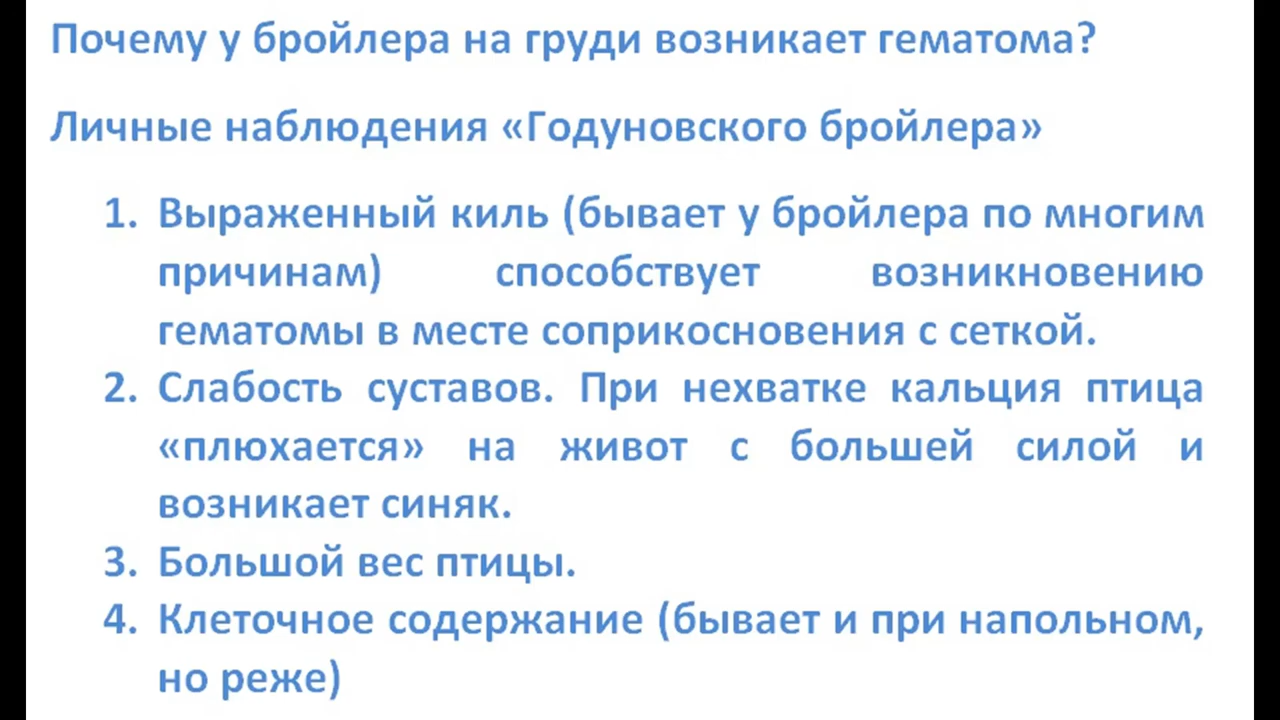 Почему у бройлера на груди возникает гематома?
Личные наблюдения «Годуновского бройлера»
1. Выраженный киль (бывает у бройлера по многим
причинам) способствует возникновению
гематомы в месте соприкосновения с сеткой.
2. Слабость суставов. При нехватке кальция птица
«плюхается» на живот с большей силой и
возникает синяк.
3. Большой вес птицы.
4. Клеточное содержание (бывает и при напольном,
но реже)